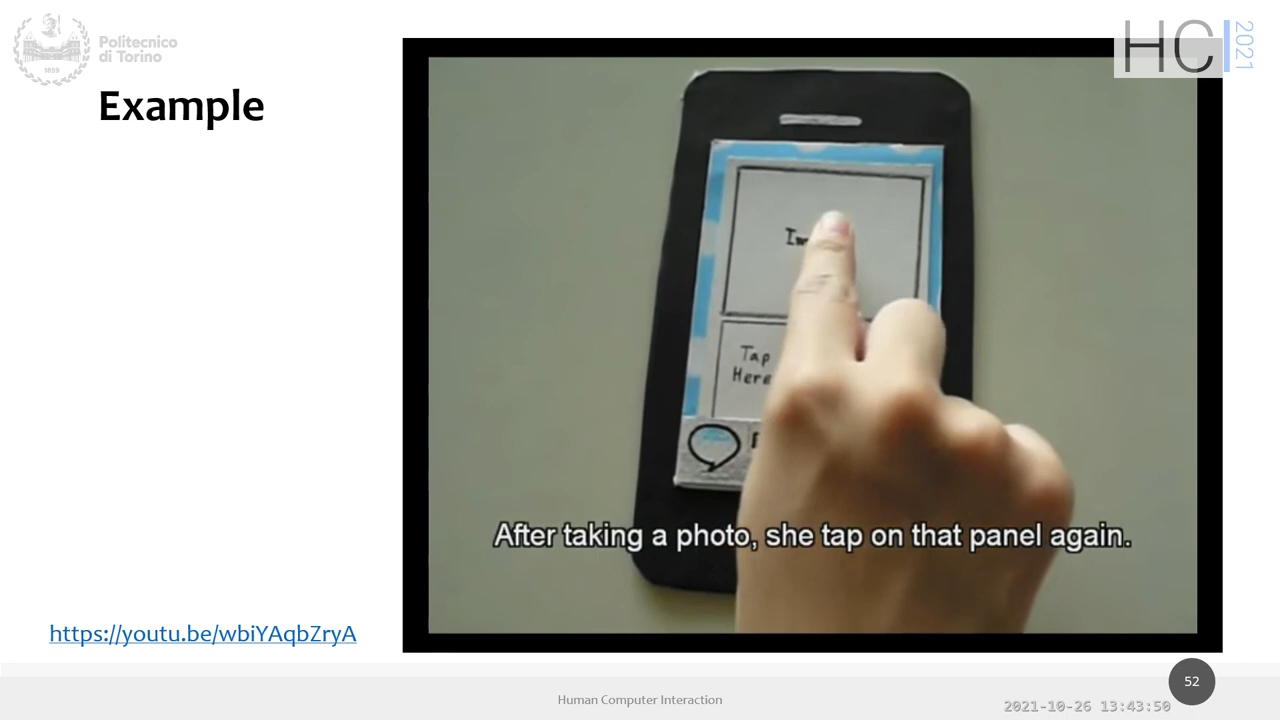 Politecnico
di Torino
1859
HCI 2021
Example
Tap
Here
After taking a photo, she tap on that panel again.
https://youtu.be/wbiYAqbZryA
52
Human Computer Interaction
2021-10-26 13:43:50